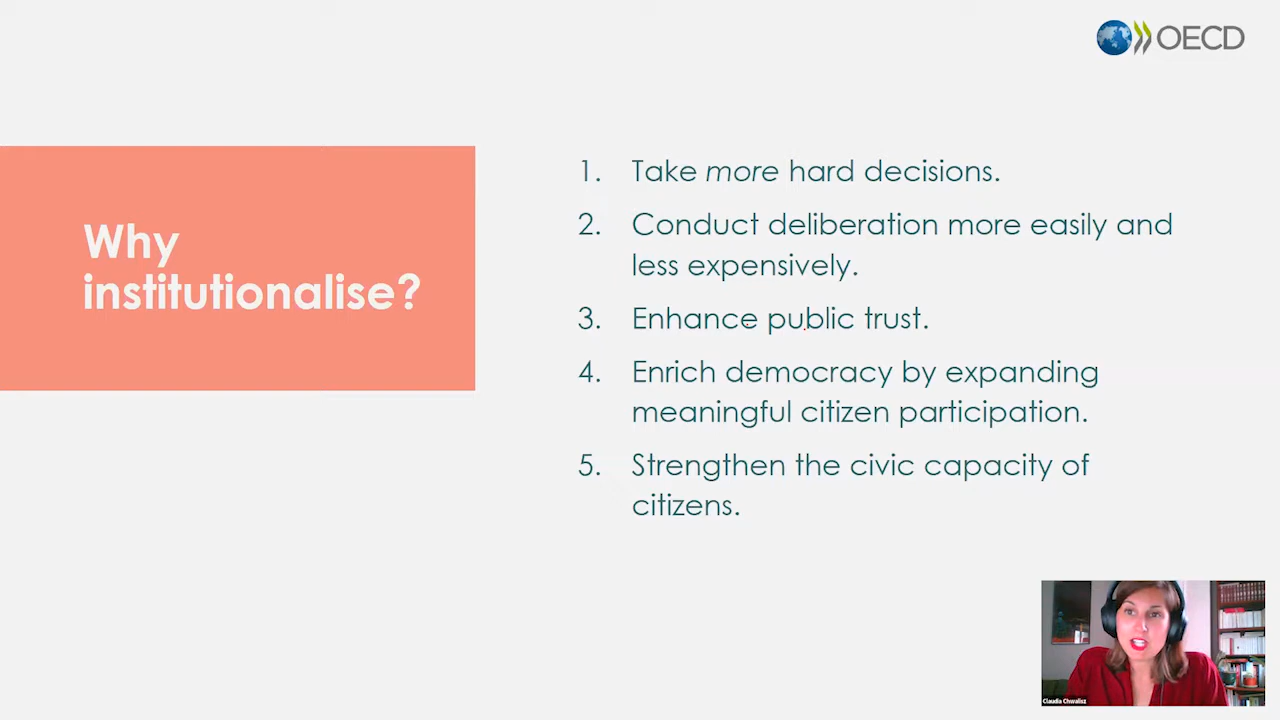 OECD
Why
institutionalise?
1. Take more hard decisions.
2. Conduct deliberation more easily and
less expensively.
3. Enhance public trust.
4. Enrich democracy by expanding
meaningful citizen participation.
5. Strengthen the civic capacity of
citizens.
Claudia Chwalisz